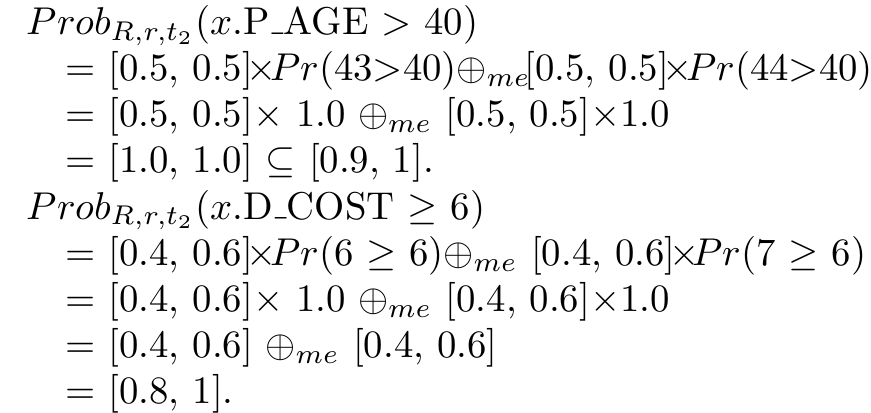 Prob_{R,r,t_2}(x.P_AGE > 40)
= [0.5, 0.5]×Pr(43>40)⊕_{me}[0.5, 0.5]×Pr(44>40)
= [0.5, 0.5]× 1.0 ⊕_{me} [0.5, 0.5]×1.0
= [1.0, 1.0] ⊆ [0.9, 1].
Prob_{R,r,t_2}(x.D_COST ≥ 6)
= [0.4, 0.6]×Pr(6 ≥ 6)⊕_{me} [0.4, 0.6]×Pr(7 ≥ 6)
= [0.4, 0.6]× 1.0 ⊕_{me} [0.4, 0.6]×1.0
= [0.4, 0.6] ⊕_{me} [0.4, 0.6]
= [0.8, 1].